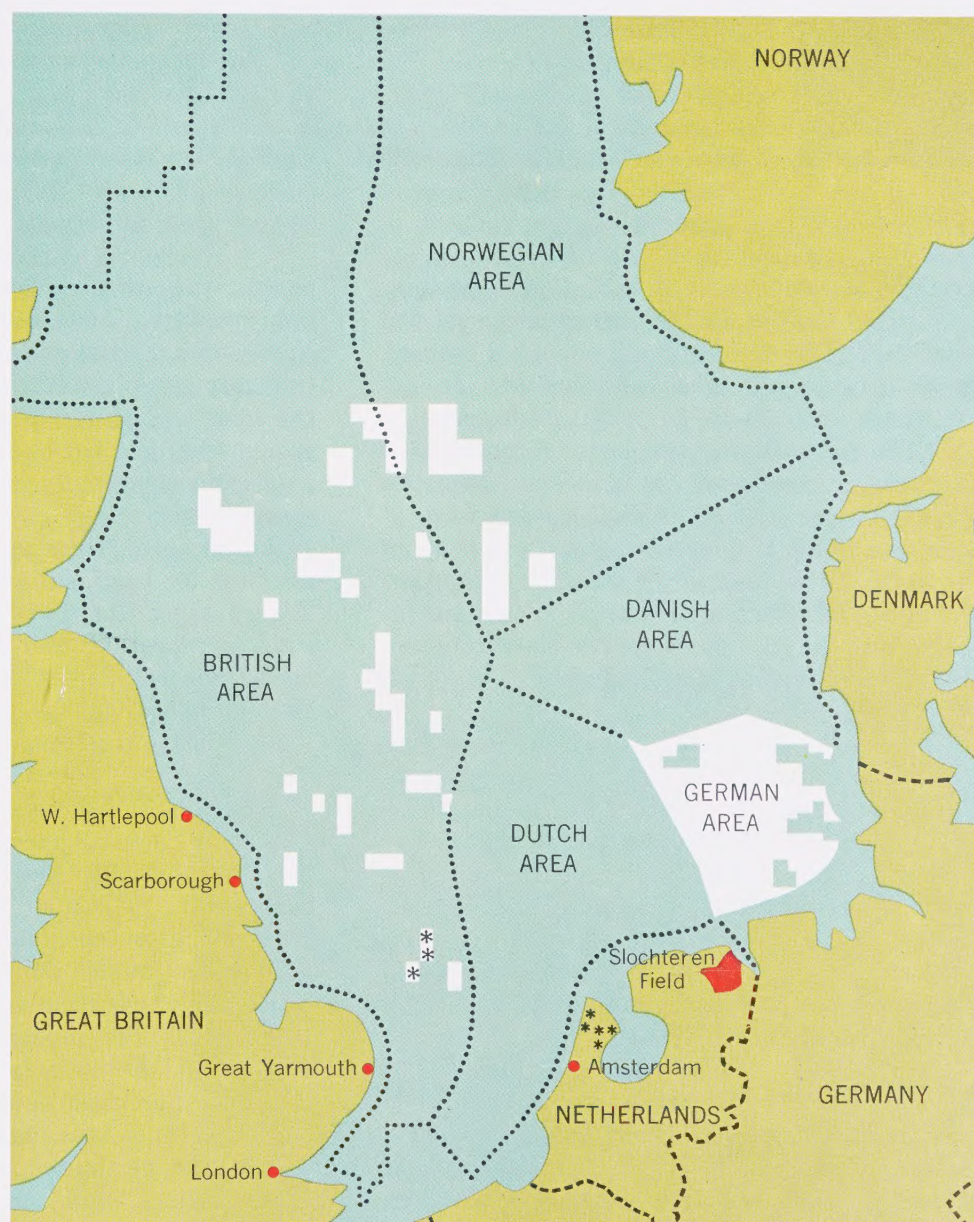 NORWAY
NORWEGIAN
AREA
DENMARK
DANISH
AREA
BRITISH
AREA
GERMAN
AREA
W. Hartlepool
DUTCH
AREA
Scarborough
*
*
*
Slochteren
Field
GREAT BRITAIN
*
* * *
*
Great Yarmouth
Amsterdam
GERMANY
NETHERLANDS
London